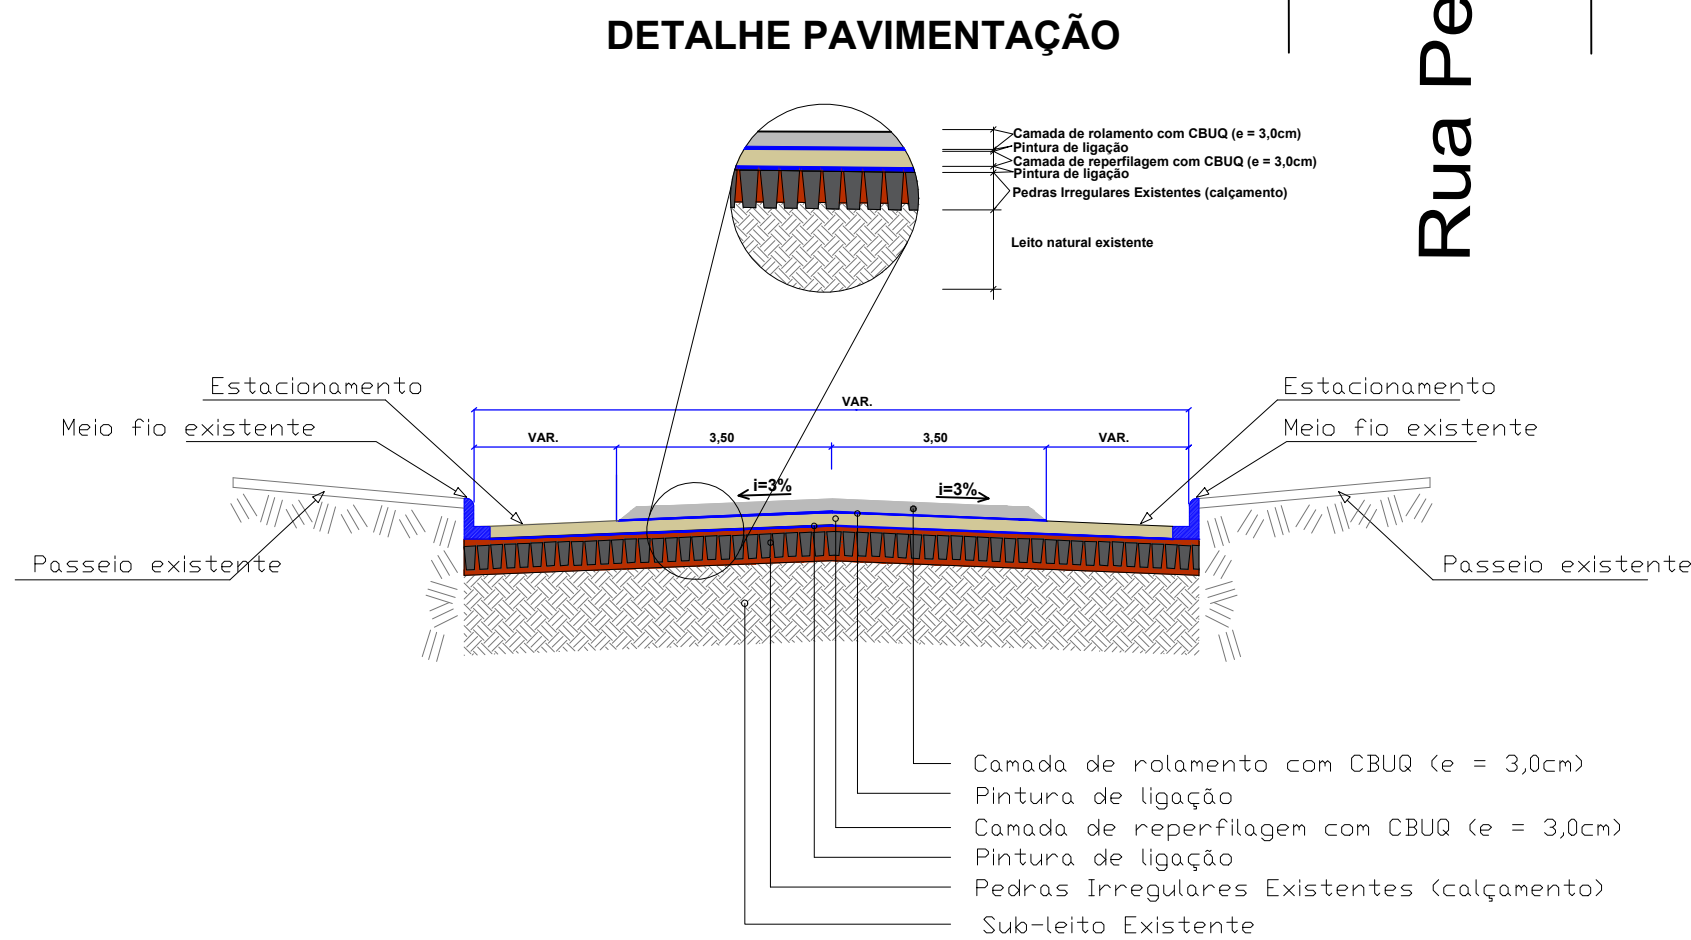 DETALHE PAVIMENTAÇÃO
Rua Pe
Camada de rolamento com CBUQ (e = 3,0cm)
Pintura de ligação
Camada de reperfilagem com CBUQ (e = 3,0cm)
Pintura de ligação
Pedras Irregulares Existentes (calçamento)
Leito natural existente
Estacionamento
Meio fio existente
Passeio existente
VAR.
VAR.
3,50
3,50
VAR.
i=3%
i=3%
Estacionamento
Meio fio existente
Passeio existente
Camada de rolamento com CBUQ (e = 3,0cm)
Pintura de ligação
Camada de reperfilagem com CBUQ (e = 3,0cm)
Pintura de ligação
Pedras Irregulares Existentes (calçamento)
Sub-leito Existente